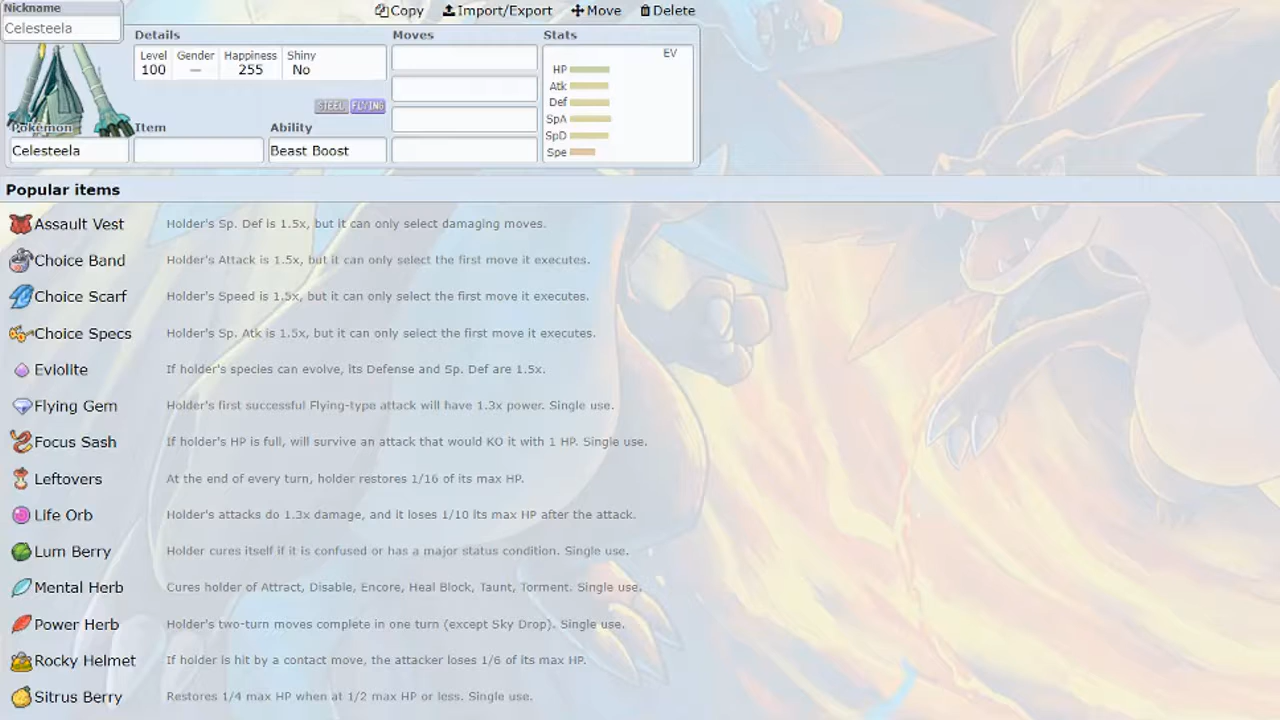 Nickname
Celesteela
Copy Import/Export Move Delete
Details Moves Stats
Level Gender Happiness Shiny
100 — 255 No
EV
HP
Atk
Def
SpA
SpD
Spe
STEEL FLYING
Pokémon Item Ability
Celesteela Beast Boost
Popular items
Assault Vest Holder's Sp. Def is 1.5x, but it can only select damaging moves.
Choice Band Holder's Attack is 1.5x, but it can only select the first move it executes.
Choice Scarf Holder's Speed is 1.5x, but it can only select the first move it executes.
Choice Specs Holder's Sp. Atk is 1.5x, but it can only select the first move it executes.
Eviolite If holder's species can evolve, its Defense and Sp. Def are 1.5x.
Flying Gem Holder's first successful Flying-type attack will have 1.3x power. Single use.
Focus Sash If holder's HP is full, will survive an attack that would KO it with 1 HP. Single use.
Leftovers At the end of every turn, holder restores 1/16 of its max HP.
Life Orb Holder's attacks do 1.3x damage, and it loses 1/10 its max HP after the attack.
Lum Berry Holder cures itself if it is confused or has a major status condition. Single use.
Mental Herb Cures holder of Attract, Disable, Encore, Heal Block, Taunt, Torment. Single use.
Power Herb Holder's two-turn moves complete in one turn (except Sky Drop). Single use.
Rocky Helmet If holder is hit by a contact move, the attacker loses 1/6 of its max HP.
Sitrus Berry Restores 1/4 max HP when at 1/2 max HP or less. Single use.